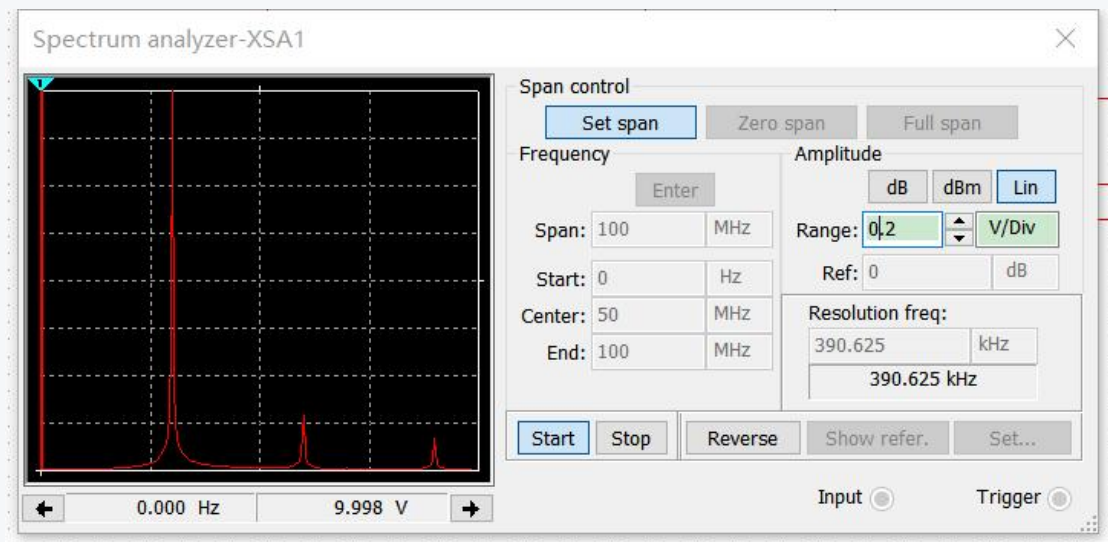 Spectrum analyzer-XSA1
1
Span control
Set span Zero span Full span
Frequency
Enter
Span: 100 MHz
Start: 0 Hz
Center: 50 MHz
End: 100 MHz
Amplitude
dB dBm Lin
Range: 0.2 V/Div
Ref: 0 dB
Resolution freq:
390.625 kHz
390.625 kHz
Start Stop Reverse Show refer. Set...
0.000 Hz 9.998 V
Input Trigger